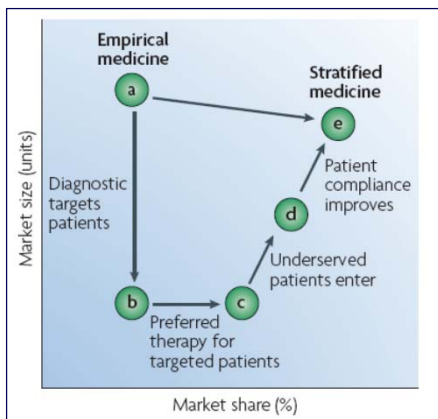 Empirical
medicine
Stratified
medicine
a
e
Market size (units)
Diagnostic
targets
patients
Patient
compliance
improves
d
Underserved
patients enter
b
c
Preferred
therapy for
targeted patients
Market share (%)